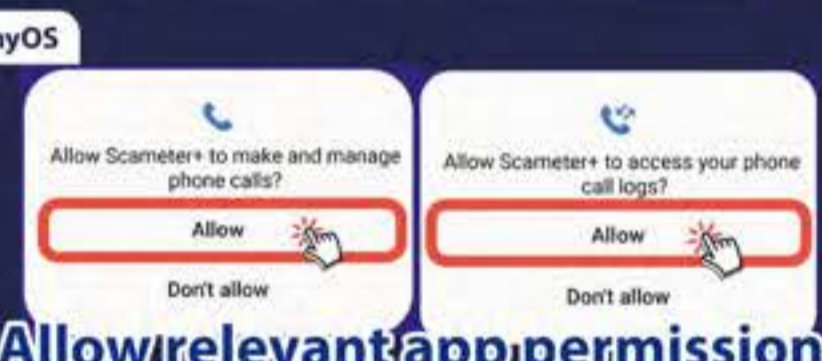 nyOS
Allow Scameter+ to make and manage
phone calls?
Allow
Don't allow
Allow Scameter+ to access your phone
call logs?
Allow
Don't allow
Allow relevant app permission